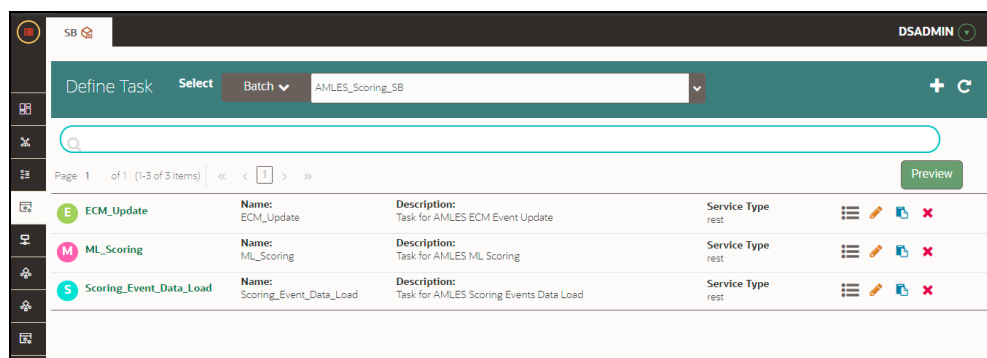 SB
DSADMIN
Define Task Select Batch AMLES_Scoring_SB
Page 1 of 1 (1-3 of 3 items) « < 1 > »
Preview
E ECM_Update Name: ECM_Update Description: Task for AMLES ECM Event Update Service Type rest
M ML_Scoring Name: ML_Scoring Description: Task for AMLES ML Scoring Service Type rest
S Scoring_Event_Data_Load Name: Scoring_Event_Data_Load Description: Task for AMLES Scoring Events Data Load Service Type rest